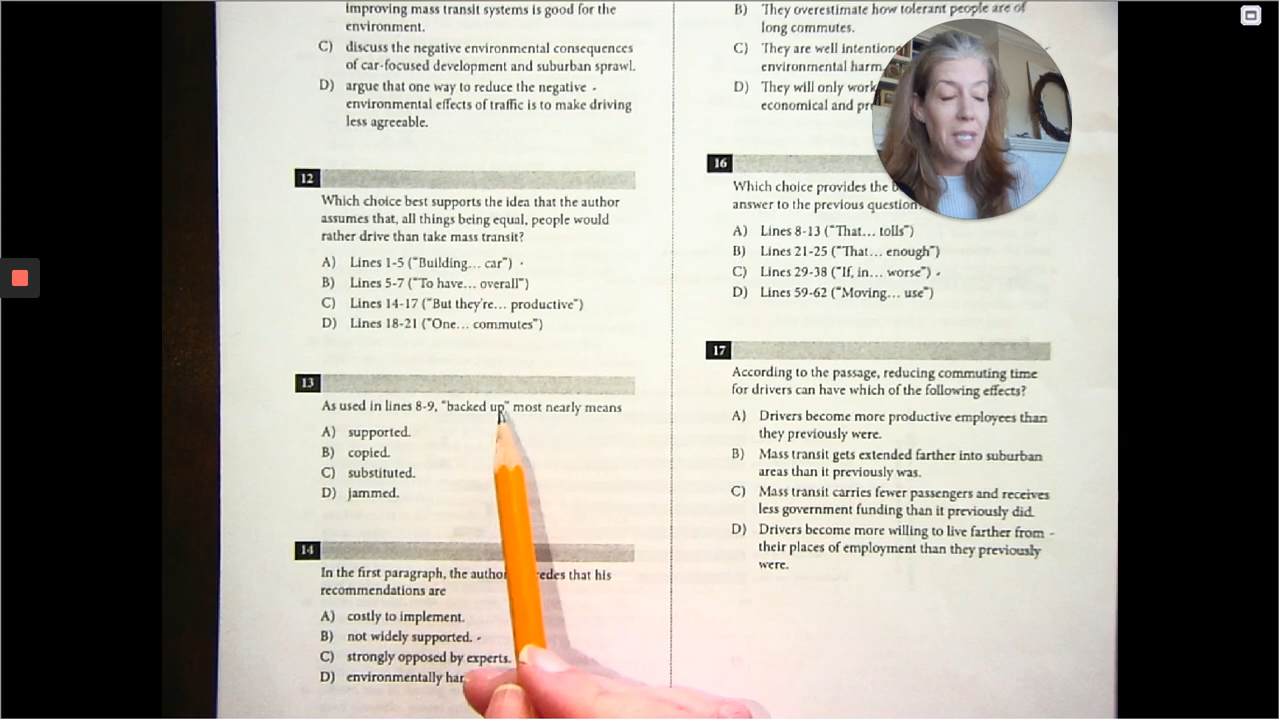 improving mass transit systems is good for the
environment.
C) discuss the negative environmental consequences
of car-focused development and suburban sprawl.
D) argue that one way to reduce the negative
environmental effects of traffic is to make driving
less agreeable.
12
Which choice best supports the idea that the author
assumes that, all things being equal, people would
rather drive than take mass transit?
A) Lines 1-5 (“Building… car”)
B) Lines 5-7 (“To have… overall”)
C) Lines 14-17 (“But they’re… productive”)
D) Lines 18-21 (“One… commutes”)
13
As used in lines 8-9, “backed up” most nearly means
A) supported.
B) copied.
C) substituted.
D) jammed.
14
In the first paragraph, the author that his
recommendations are
A) costly to implement.
B) not widely supported.
C) strongly opposed by experts.
D) environmentally
B) They overestimate how tolerant people are of
long commutes.
C) They are well
environmental harm
D) They will only work
economical and
16
Which choice provides the
answer to the previous question
A) Lines 8-13 (“That… tolls”)
B) Lines 21-25 (“That… enough”)
C) Lines 29-38 (“If, in… worse”)
D) Lines 59-62 (“Moving… use”)
17
According to the passage, reducing commuting time
for drivers can have which of the following effects?
A) Drivers become more productive employees than
they previously were.
B) Mass transit gets extended farther into suburban
areas than it previously was.
C) Mass transit carries fewer passengers and receives
less government funding than it previously did.
D) Drivers become more willing to live farther from
their places of employment than they previously
were.